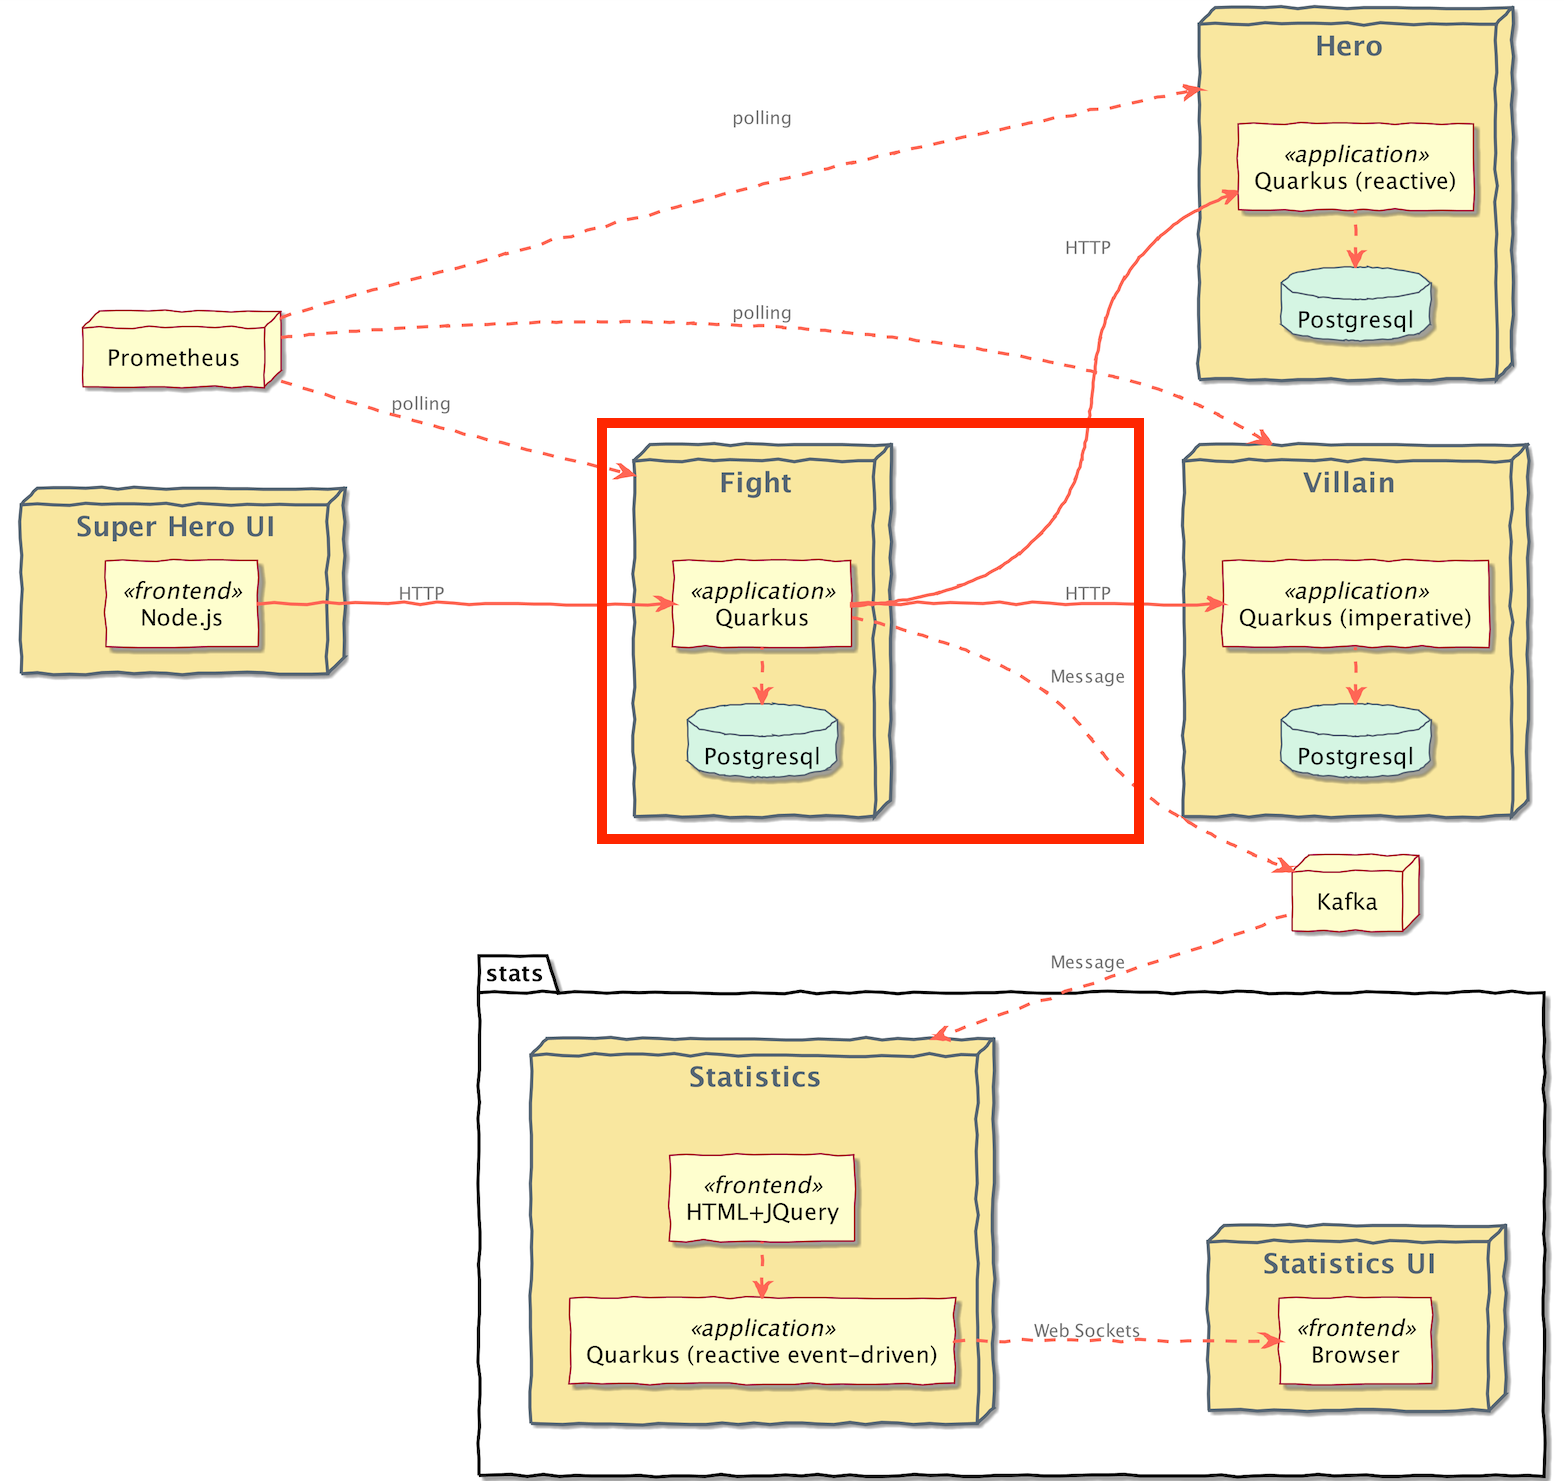 Hero
«application»
Quarkus (reactive)
Postgresql
polling
HTTP
polling
Prometheus
polling
Super Hero UI
«frontend»
Node.js
HTTP
Fight
«application»
Quarkus
Postgresql
HTTP
Message
Villain
«application»
Quarkus (imperative)
Postgresql
Kafka
Message
stats
Statistics
«frontend»
HTML+JQuery
«application»
Quarkus (reactive event-driven)
Web Sockets
Statistics UI
«frontend»
Browser